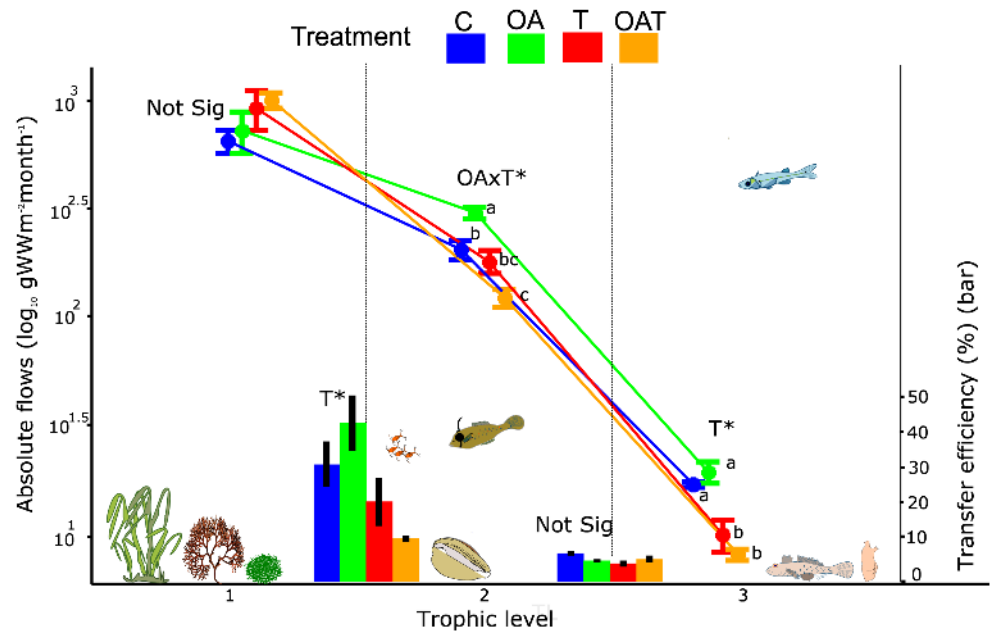 Treatment C OA T OAT
10³
Not Sig
OAxT*
a
10^2.5
b
bc
c
10²
T*
50
10^1.5
T*
40
a
30
a
20
Not Sig
b
10¹
10
b
0
1 2 3
Trophic level
Absolute flows (log₁₀ gWWm⁻²month⁻¹)
Transfer efficiency (%) (bar)